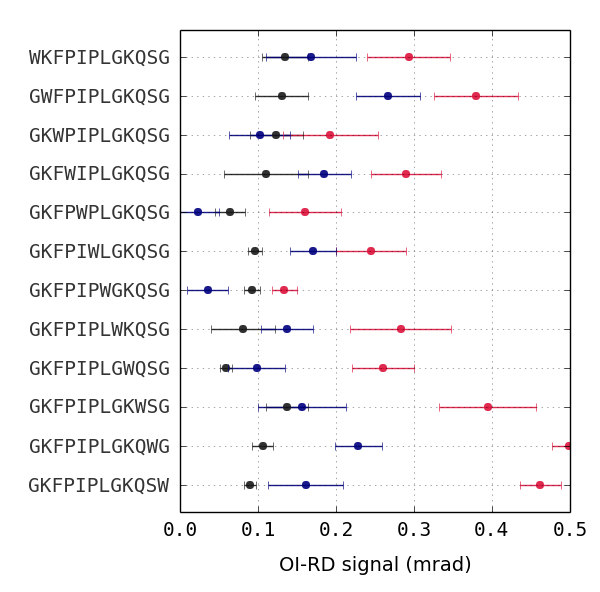 WKFPIPLGKQSG
GWFPIPLGKQSG
GKWPIPLGKQSG
GKFWIPLGKQSG
GKFPWPLGKQSG
GKFPIWLGKQSG
GKFPIPWGKQSG
GKFPIPLWKQSG
GKFPIPLGWQSG
GKFPIPLGKWSG
GKFPIPLGKQWG
GKFPIPLGKQSW
0.0 0.1 0.2 0.3 0.4 0.5
OI-RD signal (mrad)